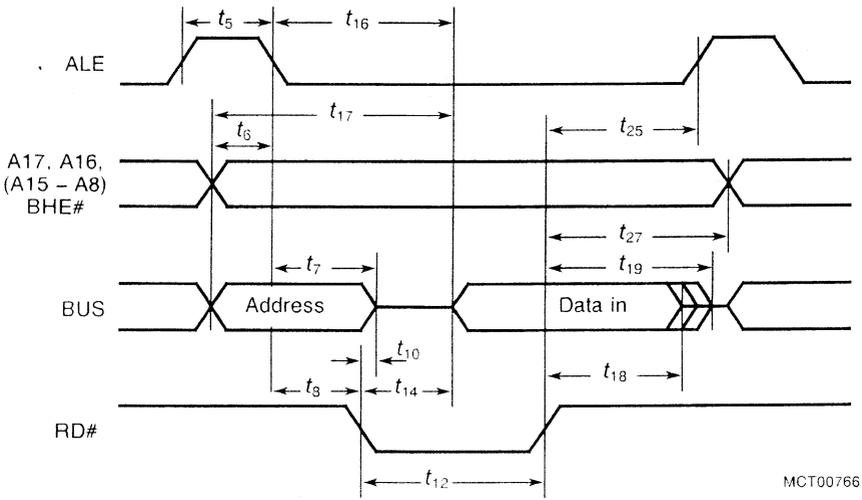 t5
t16
ALE
t17
t6
t25
A17, A16,
(A15 – A8)
BHE#
t27
t7
t19
BUS
Address
Data in
t10
t18
t8
t14
RD#
t12
MCT00766